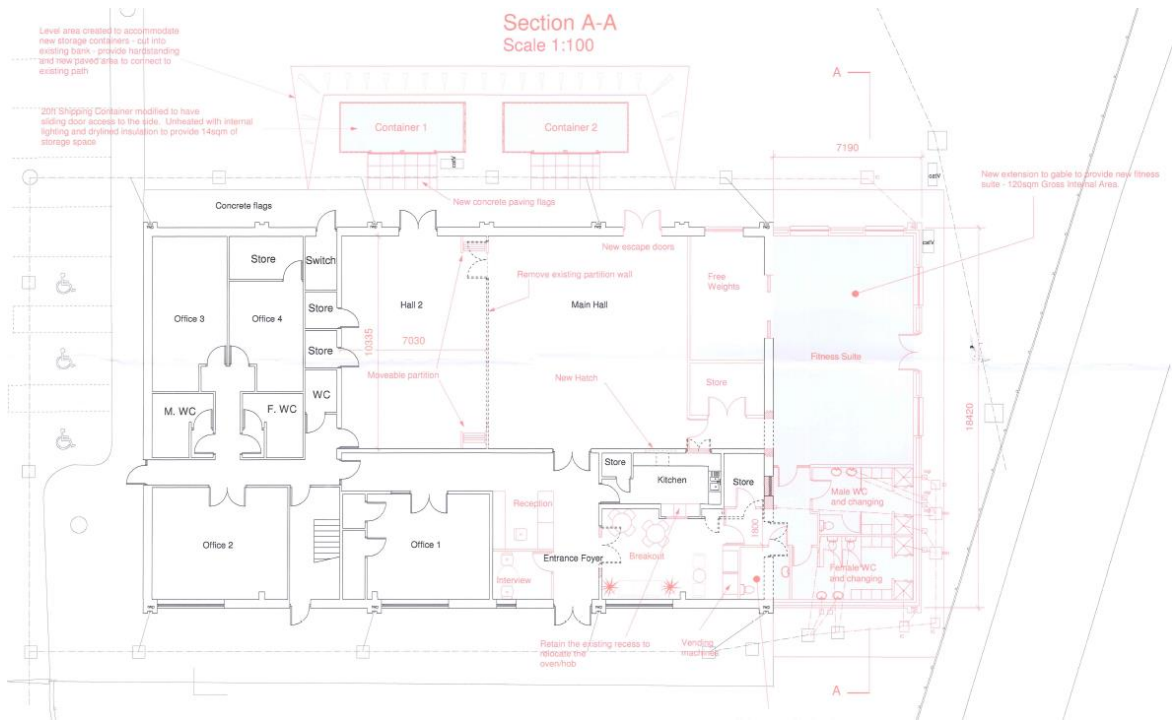 Section A-A
Scale 1:100
Level area created to accommodate
new storage containers - cut into
existing bank - provide hardstanding
and new paved area to connect to
existing path
20ft Shipping Container modified to have
sliding door access to the side. Unheated with internal
lighting and drylined insulation to provide 14sqm of
storage space
Container 1
Container 2
A
7190
New extension to gable to provide new fitness
suite - 120sqm Gross Internal Area.
catV
catV
catV
New concrete paving flags
Concrete flags
New escape doors
Store
Switch
Remove existing partition wall
Free
Weights
Office 3
Office 4
Store
Hall 2
Main Hall
10335
7030
Store
Fitness Suite
Moveable partition
New Hatch
Store
WC
M. WC
F. WC
16420
Store
Kitchen
Store
Male WC
and changing
Reception
1800
Office 2
Office 1
Entrance Foyer
Breakout
Female WC
and changing
Interview
Retain the existing recess to
relocate the
oven/hob
Vending
machines
A